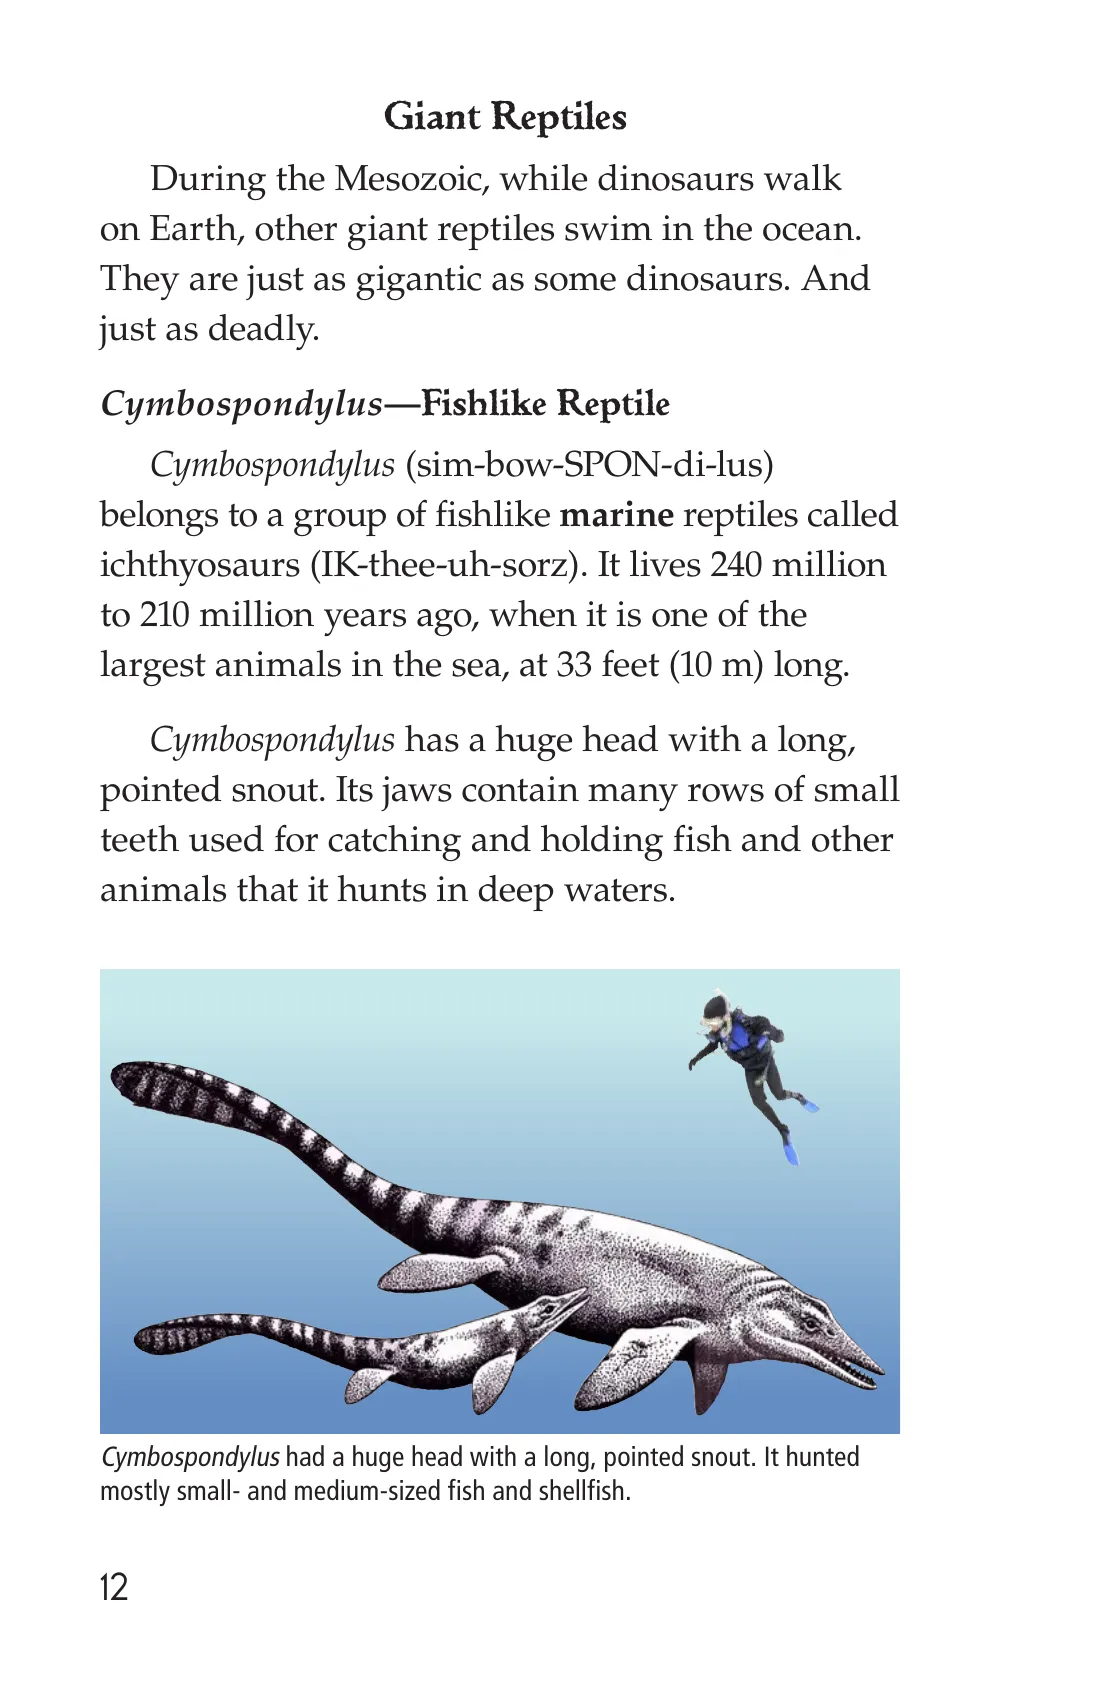 Giant Reptiles
During the Mesozoic, while dinosaurs walk
on Earth, other giant reptiles swim in the ocean.
They are just as gigantic as some dinosaurs. And
just as deadly.
Cymbospondylus—Fishlike Reptile
Cymbospondylus (sim-bow-SPON-di-lus)
belongs to a group of fishlike marine reptiles called
ichthyosaurs (IK-thee-uh-sorz). It lives 240 million
to 210 million years ago, when it is one of the
largest animals in the sea, at 33 feet (10 m) long.
Cymbospondylus has a huge head with a long,
pointed snout. Its jaws contain many rows of small
teeth used for catching and holding fish and other
animals that it hunts in deep waters.
Cymbospondylus had a huge head with a long, pointed snout. It hunted
mostly small- and medium-sized fish and shellfish.
12